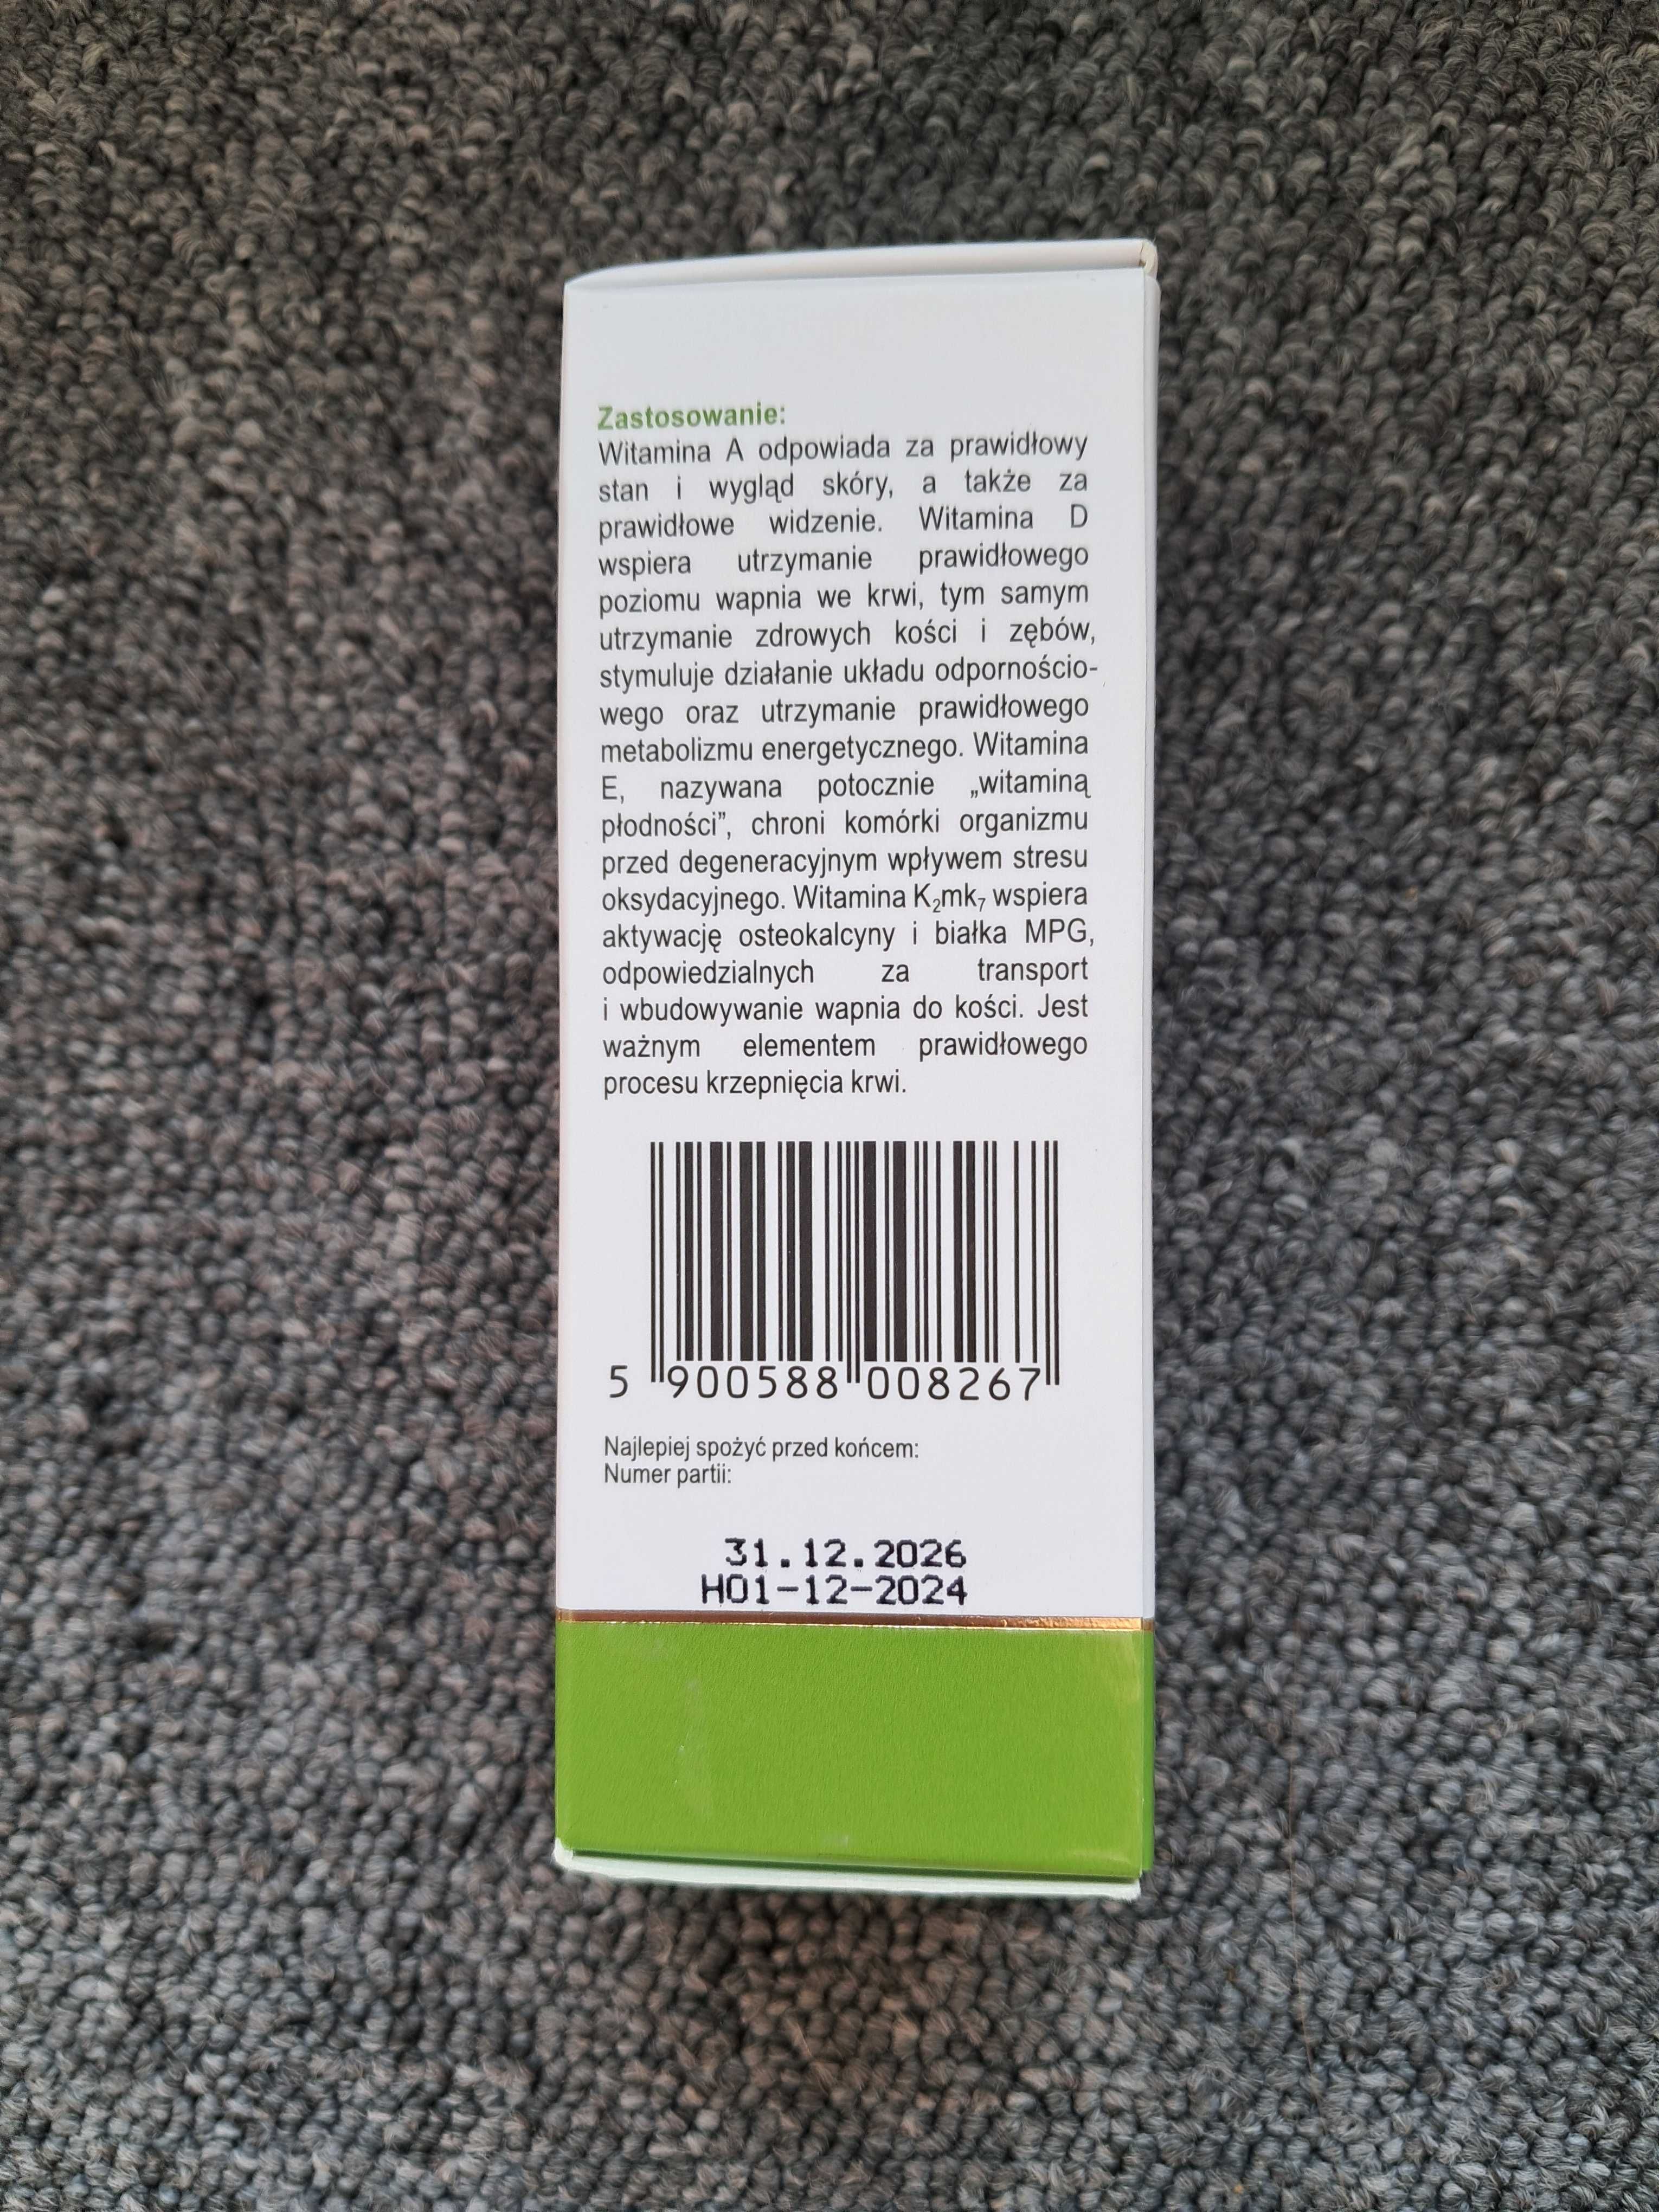 Zastosowanie:
Witamina A odpowiada za prawidłowy
stan i wygląd skóry, a także za
prawidłowe widzenie. Witamina D
wspiera utrzymanie prawidłowego
poziomu wapnia we krwi, tym samym
utrzymanie zdrowych kości i zębów,
stymuluje działanie układu odpornościo-
wego oraz utrzymanie prawidłowego
metabolizmu energetycznego. Witamina
E, nazywana potocznie „witaminą
płodności”, chroni komórki organizmu
przed degeneracyjnym wpływem stresu
oksydacyjnego. Witamina K₂mk₇ wspiera
aktywację osteokalcyny i białka MPG,
odpowiedzialnych za transport
i wbudowywanie wapnia do kości. Jest
ważnym elementem prawidłowego
procesu krzepnięcia krwi.
5 900588 008267
Najlepiej spożyć przed końcem:
Numer partii:
31.12.2026
H01-12-2024